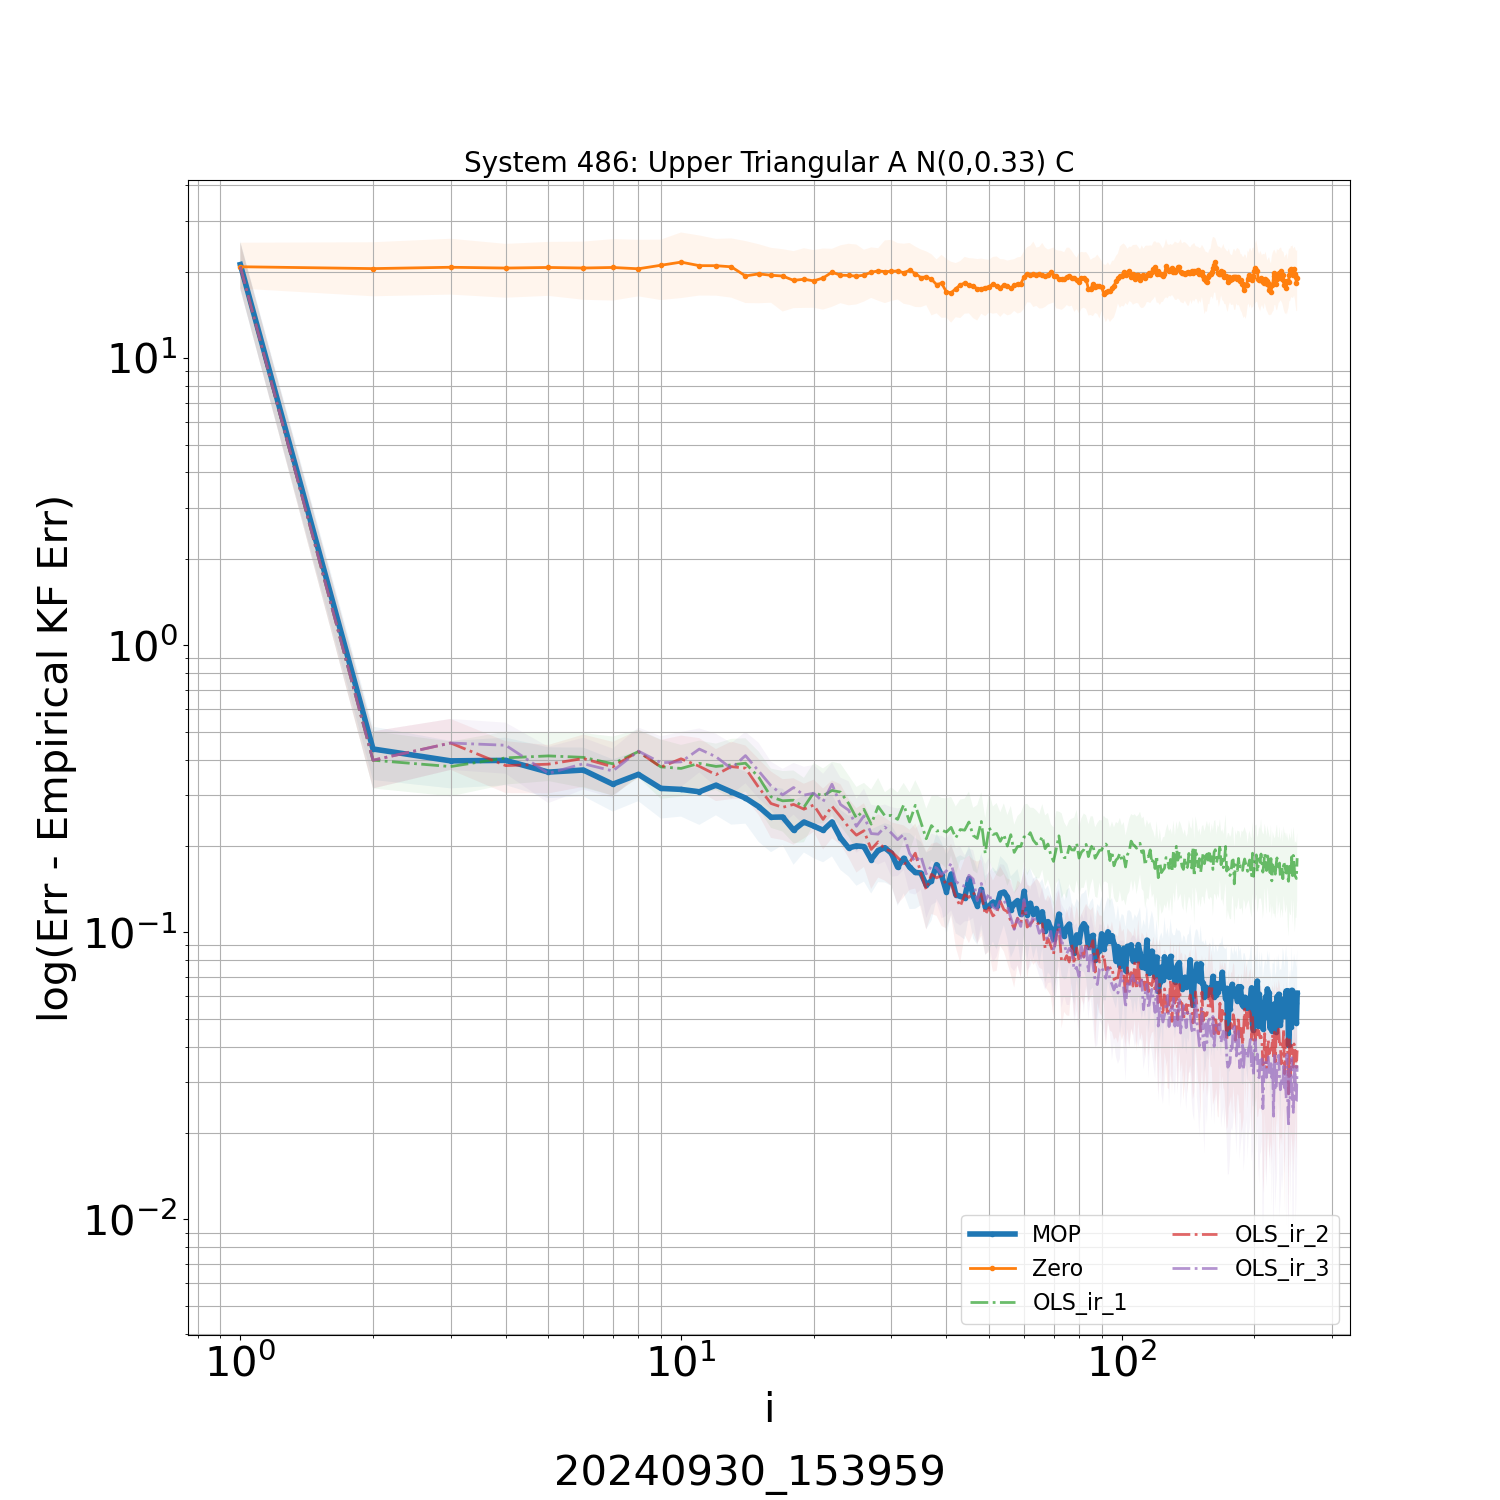 System 486: Upper Triangular A N(0,0.33) C
log(Err - Empirical KF Err)
10¹
10⁰
10⁻¹
10⁻²
10⁰
10¹
10²
i
MOP
Zero
OLS_ir_1
OLS_ir_2
OLS_ir_3
20240930_153959